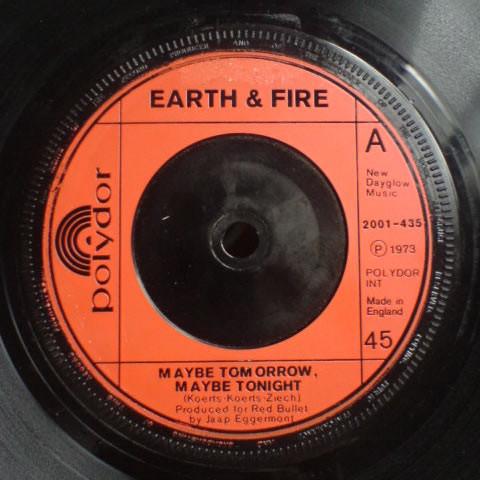 EARTH & FIRE
A
New
Dayglow
Music
2001-435
Ⓟ 1973
POLYDOR
INT
Made in
England
45
polydor
MAYBE TOMORROW,
MAYBE TONIGHT
(Koerts-Koerts-Ziech)
Produced for Red Bullet
by Jaap Eggermont